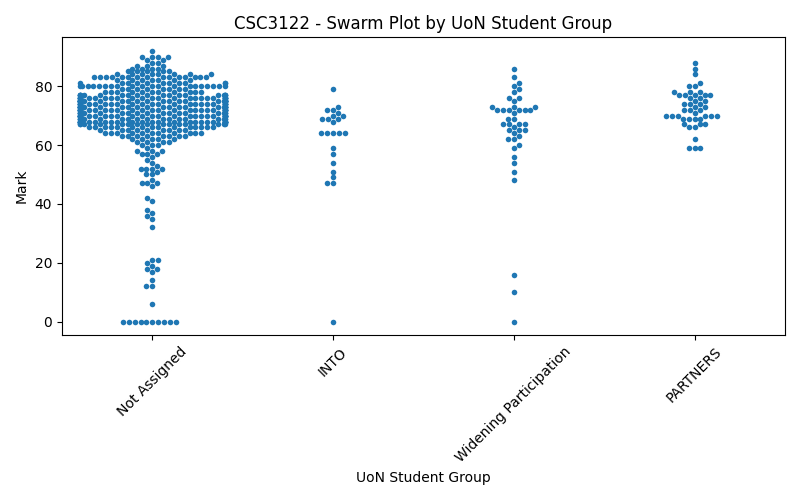 CSC3122 - Swarm Plot by UoN Student Group
Mark
80
60
40
20
0
Not Assigned
INTO
Widening Participation
PARTNERS
UoN Student Group